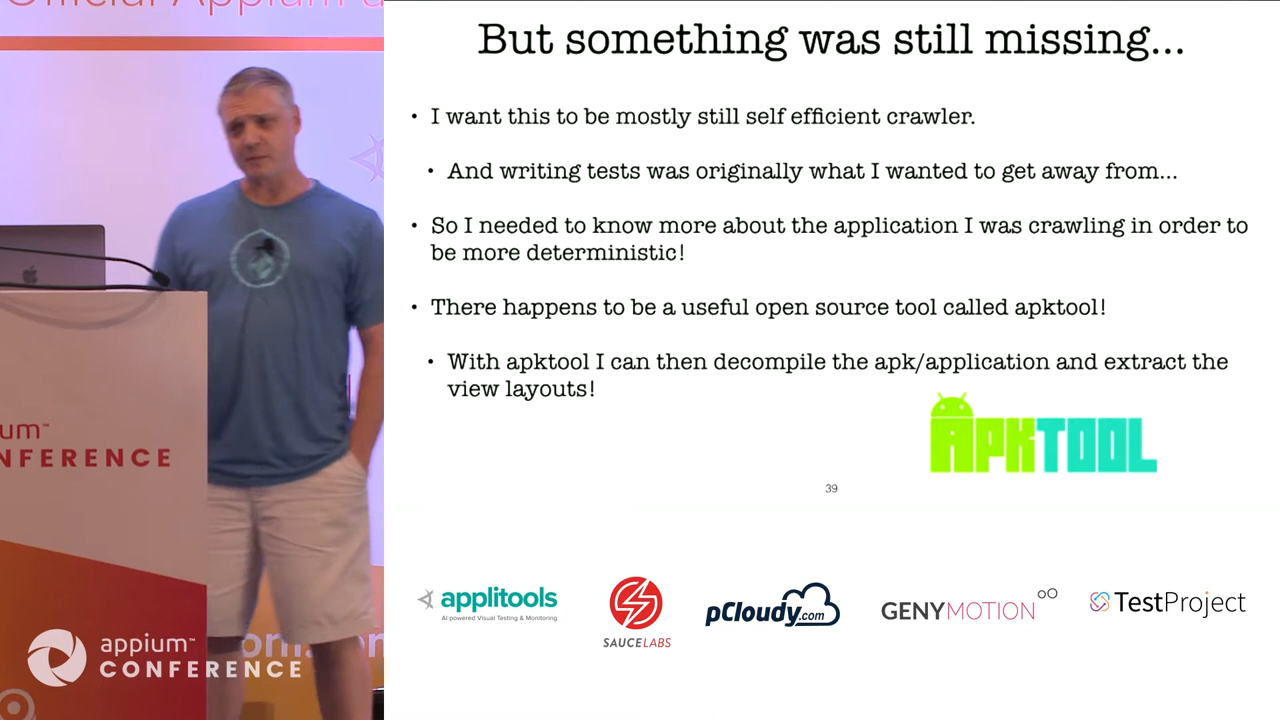 Official Appium
But something was still missing...
• I want this to be mostly still self efficient crawler.
• And writing tests was originally what I wanted to get away from...
• So I needed to know more about the application I was crawling in order to
be more deterministic!
• There happens to be a useful open source tool called apktool!
• With apktool I can then decompile the apk/application and extract the
view layouts!
APKTOOL
39
applitools
AI powered Visual Testing & Monitoring
SAUCELABS
pCloudy.com
GENYMOTION
TestProject
um™
NFERENCE
appium™
CONFERENCE